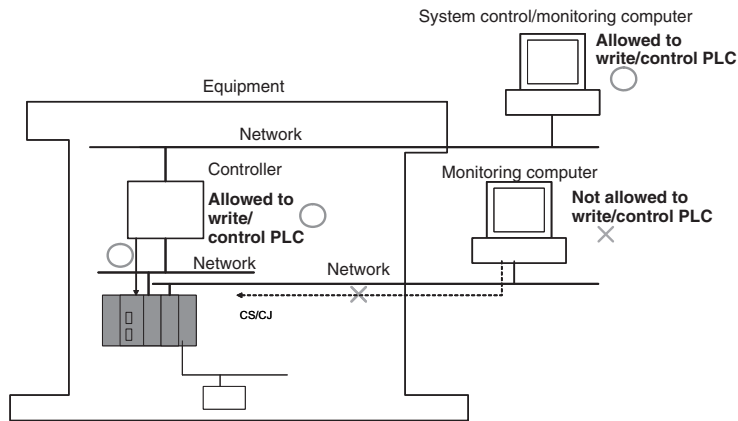 System control/monitoring computer
Allowed to
write/control PLC
Equipment
Network
Controller
Allowed to
write/
control PLC
Monitoring computer
Not allowed to
write/control PLC
Network
Network
CS/CJ